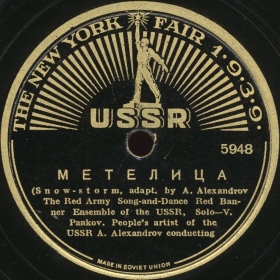 THE NEW YORK FAIR 1·9·3·9·
USSR
5948
МЕТЕЛИЦА
(Snow-storm, adapt. by A. Alexandrov
The Red Army Song-and-Dance Red Ban-
ner Ensemble of the USSR, Solo—V.
Pankov. People's artist of the
USSR A. Alexandrov conducting
MADE IN SOVIET UNION